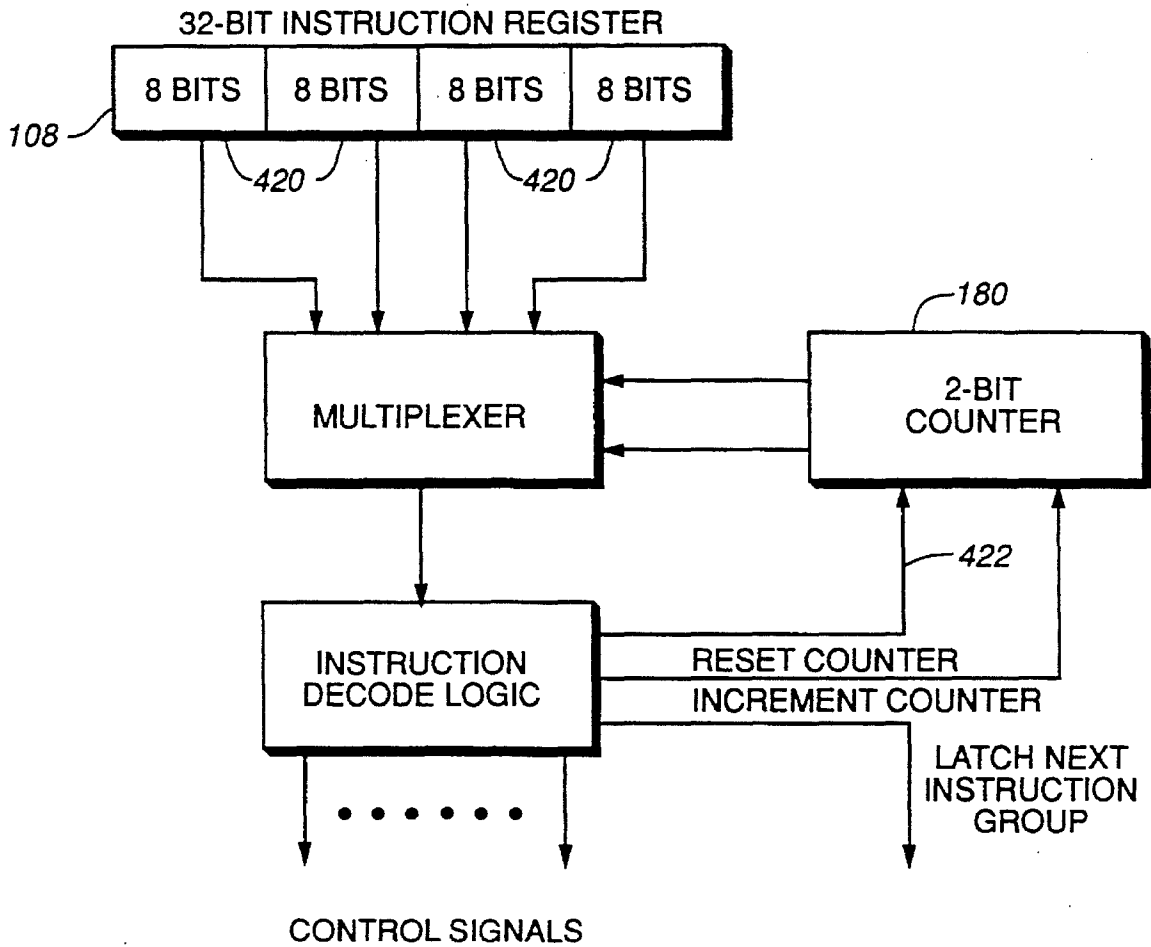 32-BIT INSTRUCTION REGISTER
8 BITS 8 BITS 8 BITS 8 BITS
108
420 420
180
MULTIPLEXER
2-BIT
COUNTER
422
INSTRUCTION
DECODE LOGIC
RESET COUNTER
INCREMENT COUNTER
LATCH NEXT
INSTRUCTION
GROUP
CONTROL SIGNALS